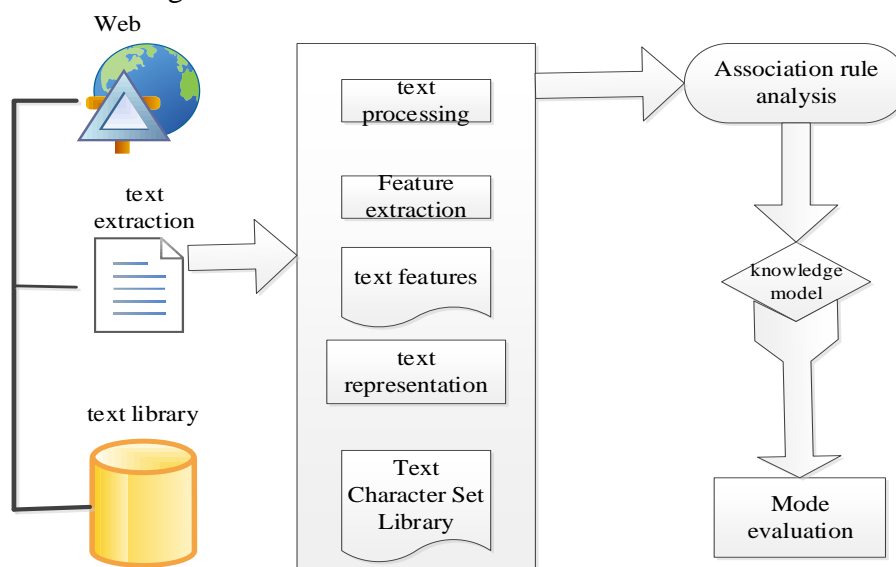 Web
text
extraction
text library
text
processing
Feature
extraction
text features
text
representation
Text
Character Set
Library
Association rule
analysis
knowledge
model
Mode
evaluation